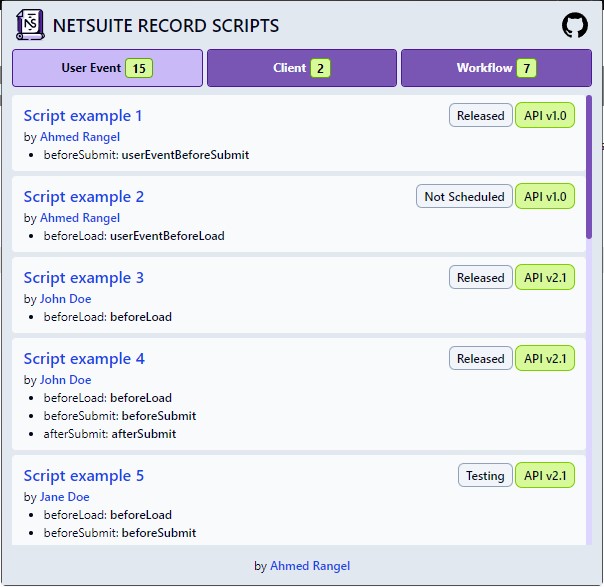 NS
NETSUITE RECORD SCRIPTS
User Event 15
Client 2
Workflow 7
Script example 1 Released API v1.0
by Ahmed Rangel
• beforeSubmit: userEventBeforeSubmit
Script example 2 Not Scheduled API v1.0
by Ahmed Rangel
• beforeLoad: userEventBeforeLoad
Script example 3 Released API v2.1
by John Doe
• beforeLoad: beforeLoad
Script example 4 Released API v2.1
by John Doe
• beforeLoad: beforeLoad
• beforeSubmit: beforeSubmit
• afterSubmit: afterSubmit
Script example 5 Testing API v2.1
by Jane Doe
• beforeLoad: beforeLoad
• beforeSubmit: beforeSubmit
by Ahmed Rangel